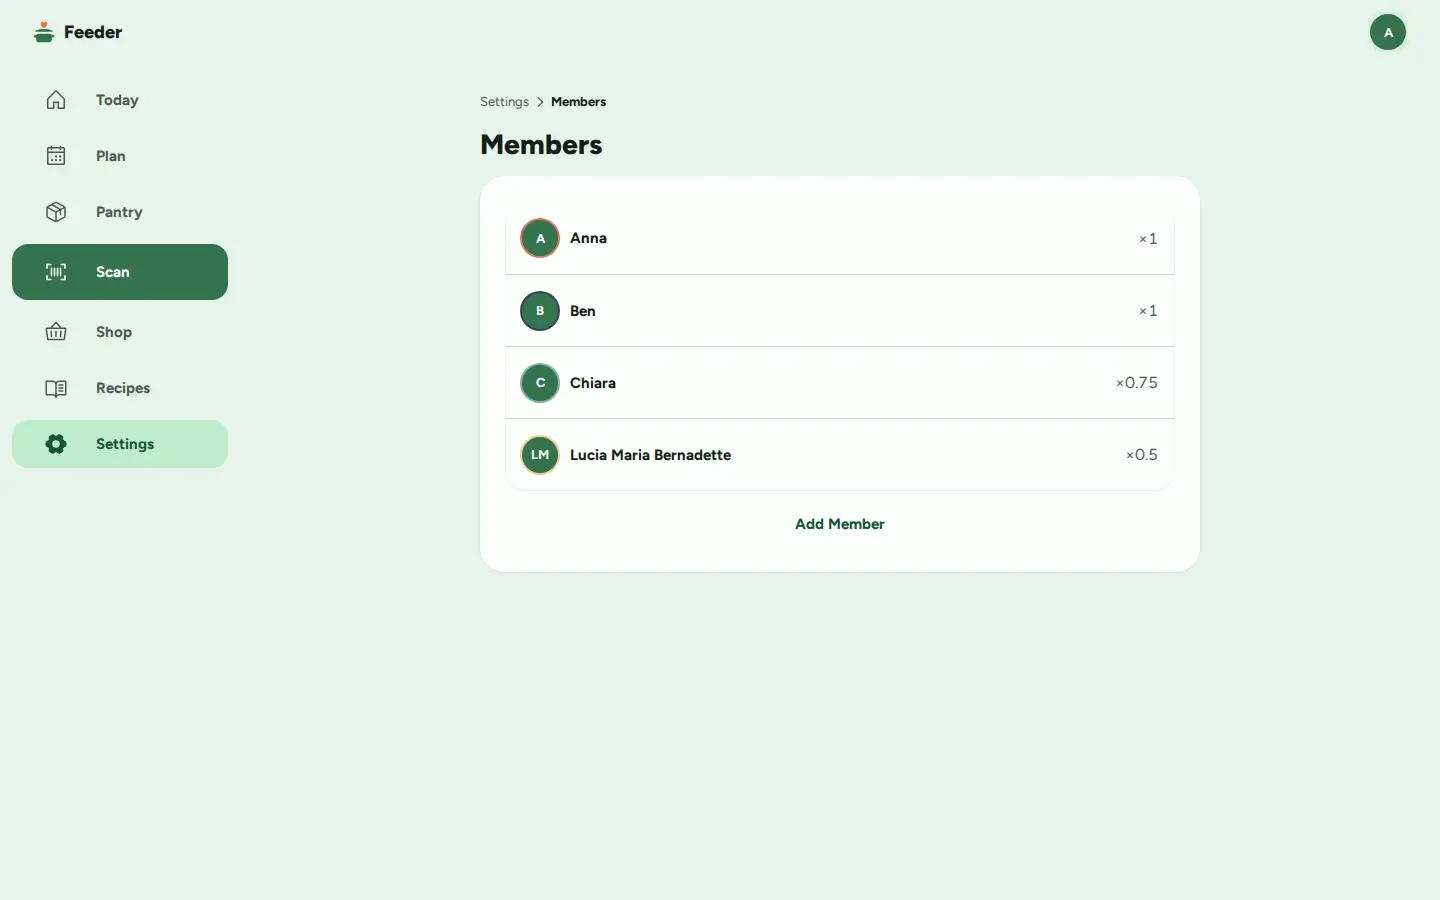 Feeder
A
Today
Plan
Pantry
Scan
Shop
Recipes
Settings
Settings > Members
Members
A Anna ×1
B Ben ×1
C Chiara ×0.75
LM Lucia Maria Bernadette ×0.5
Add Member